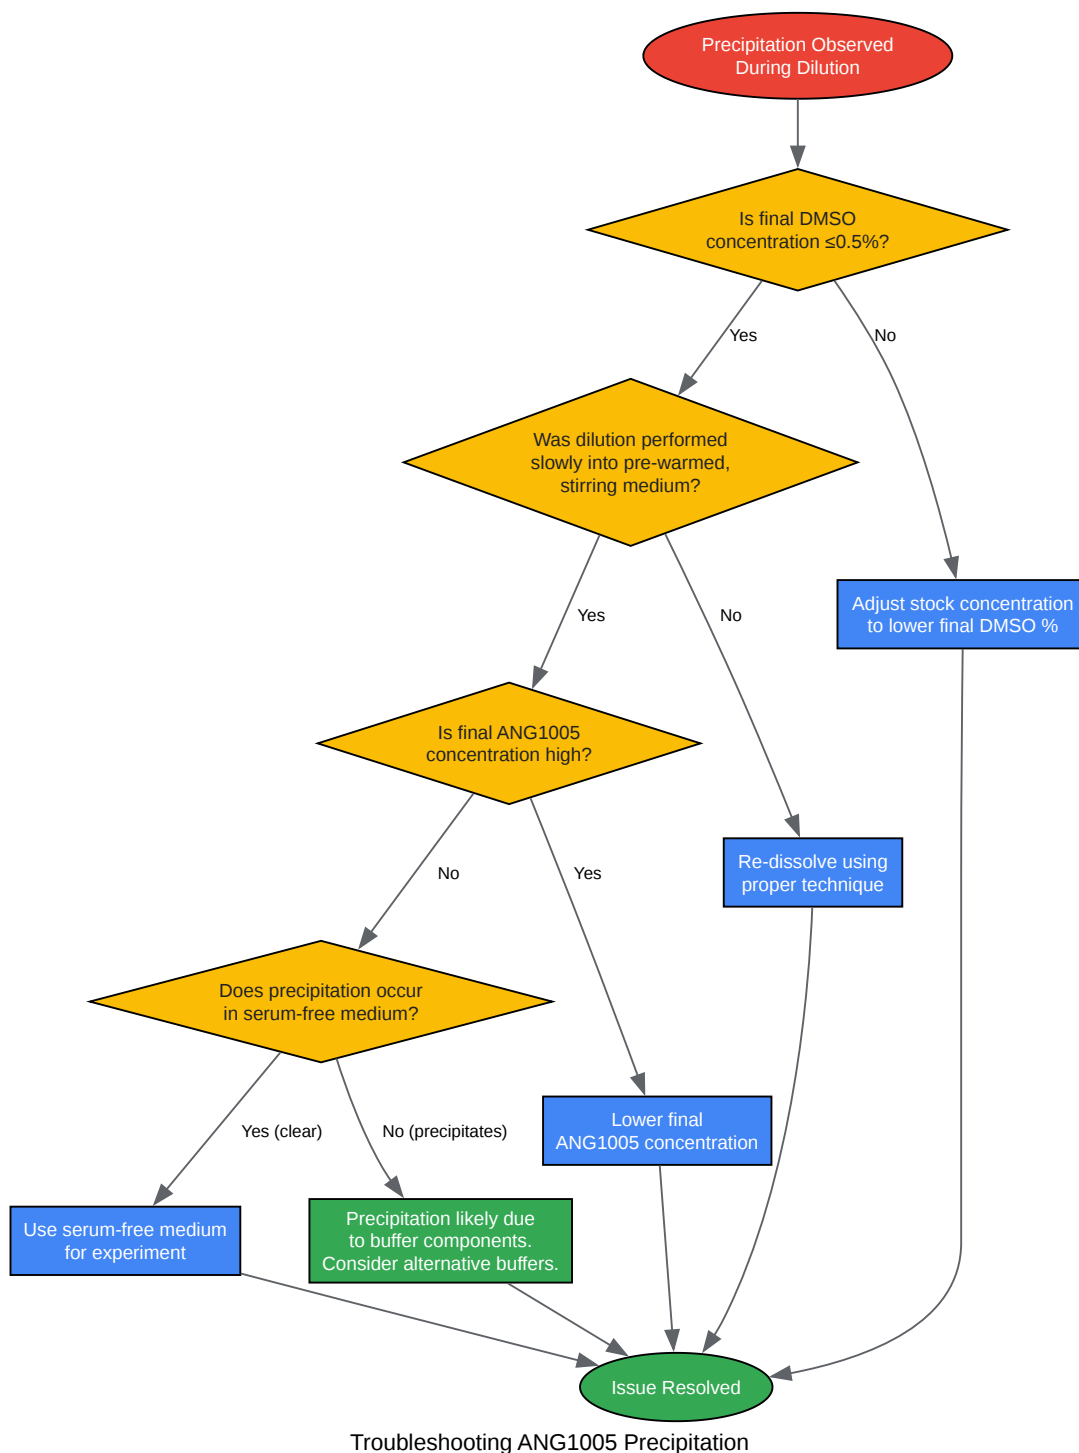 Precipitation Observed
During Dilution
Is final DMSO
concentration ≤0.5%?
Yes
No
Was dilution performed
slowly into pre-warmed,
stirring medium?
Adjust stock concentration
to lower final DMSO %
Yes
No
Is final ANG1005
concentration high?
Re-dissolve using
proper technique
No
Yes
Does precipitation occur
in serum-free medium?
Lower final
ANG1005 concentration
Yes (clear)
No (precipitates)
Use serum-free medium
for experiment
Precipitation likely due
to buffer components.
Consider alternative buffers.
Issue Resolved
Troubleshooting ANG1005 Precipitation